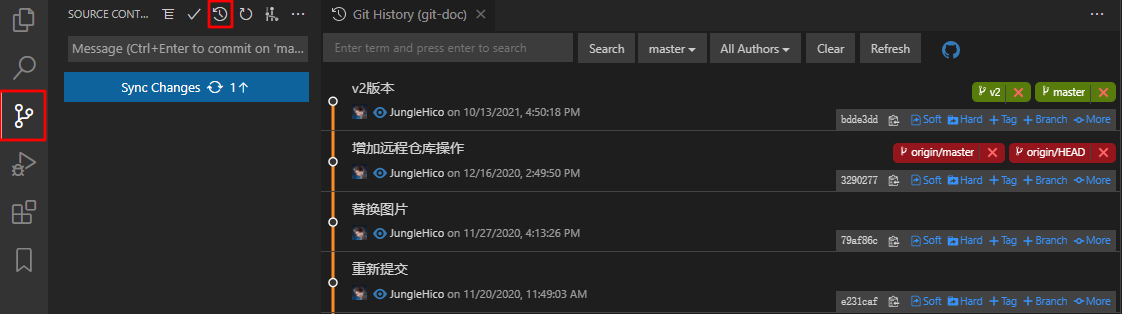 SOURCE CONT...
Message (Ctrl+Enter to commit on 'ma...
Sync Changes 1↑
Git History (git-doc)
Enter term and press enter to search
Search
master
All Authors
Clear
Refresh
v2版本
v2
master
JungleHico on 10/13/2021, 4:50:18 PM
bdde3dd Soft Hard +Tag +Branch More
增加远程仓库操作
origin/master
origin/HEAD
JungleHico on 12/16/2020, 2:49:50 PM
3290277 Soft Hard +Tag +Branch More
替换图片
JungleHico on 11/27/2020, 4:13:26 PM
79af86c Soft Hard +Tag +Branch More
重新提交
JungleHico on 11/20/2020, 11:49:03 AM
e231caf Soft Hard +Tag +Branch More